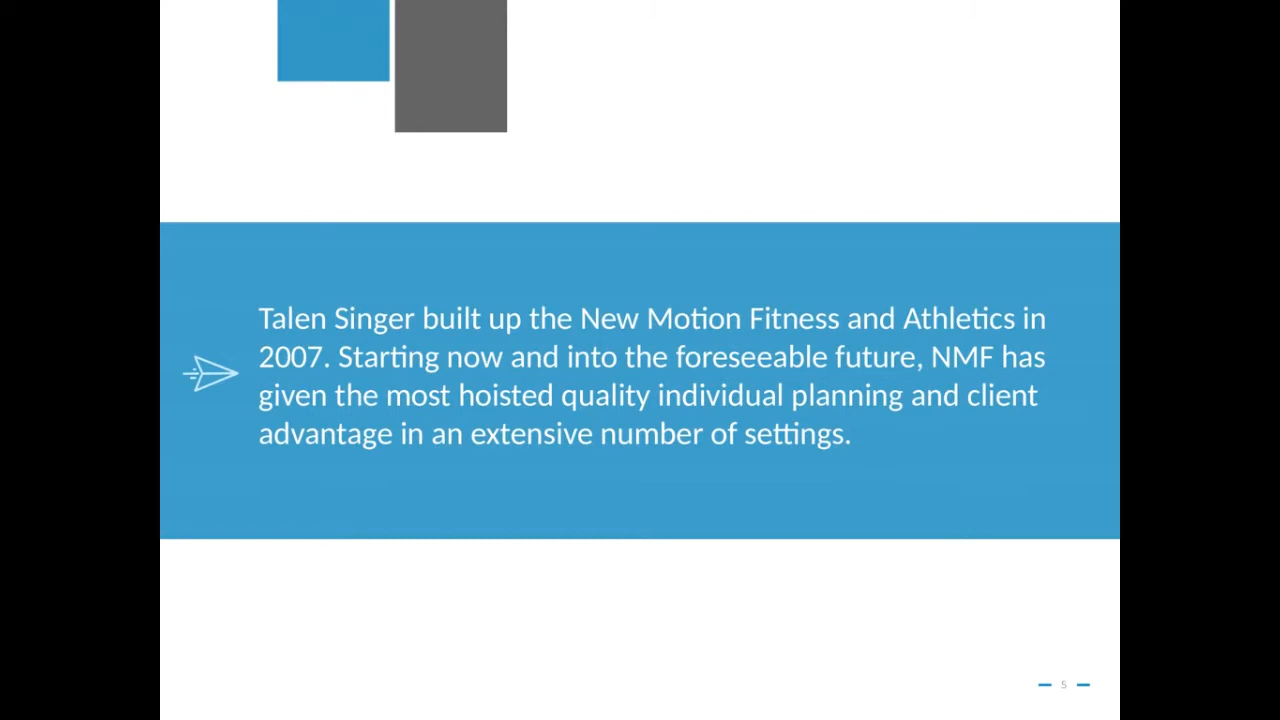 Talen Singer built up the New Motion Fitness and Athletics in
2007. Starting now and into the foreseeable future, NMF has
given the most hoisted quality individual planning and client
advantage in an extensive number of settings.
5